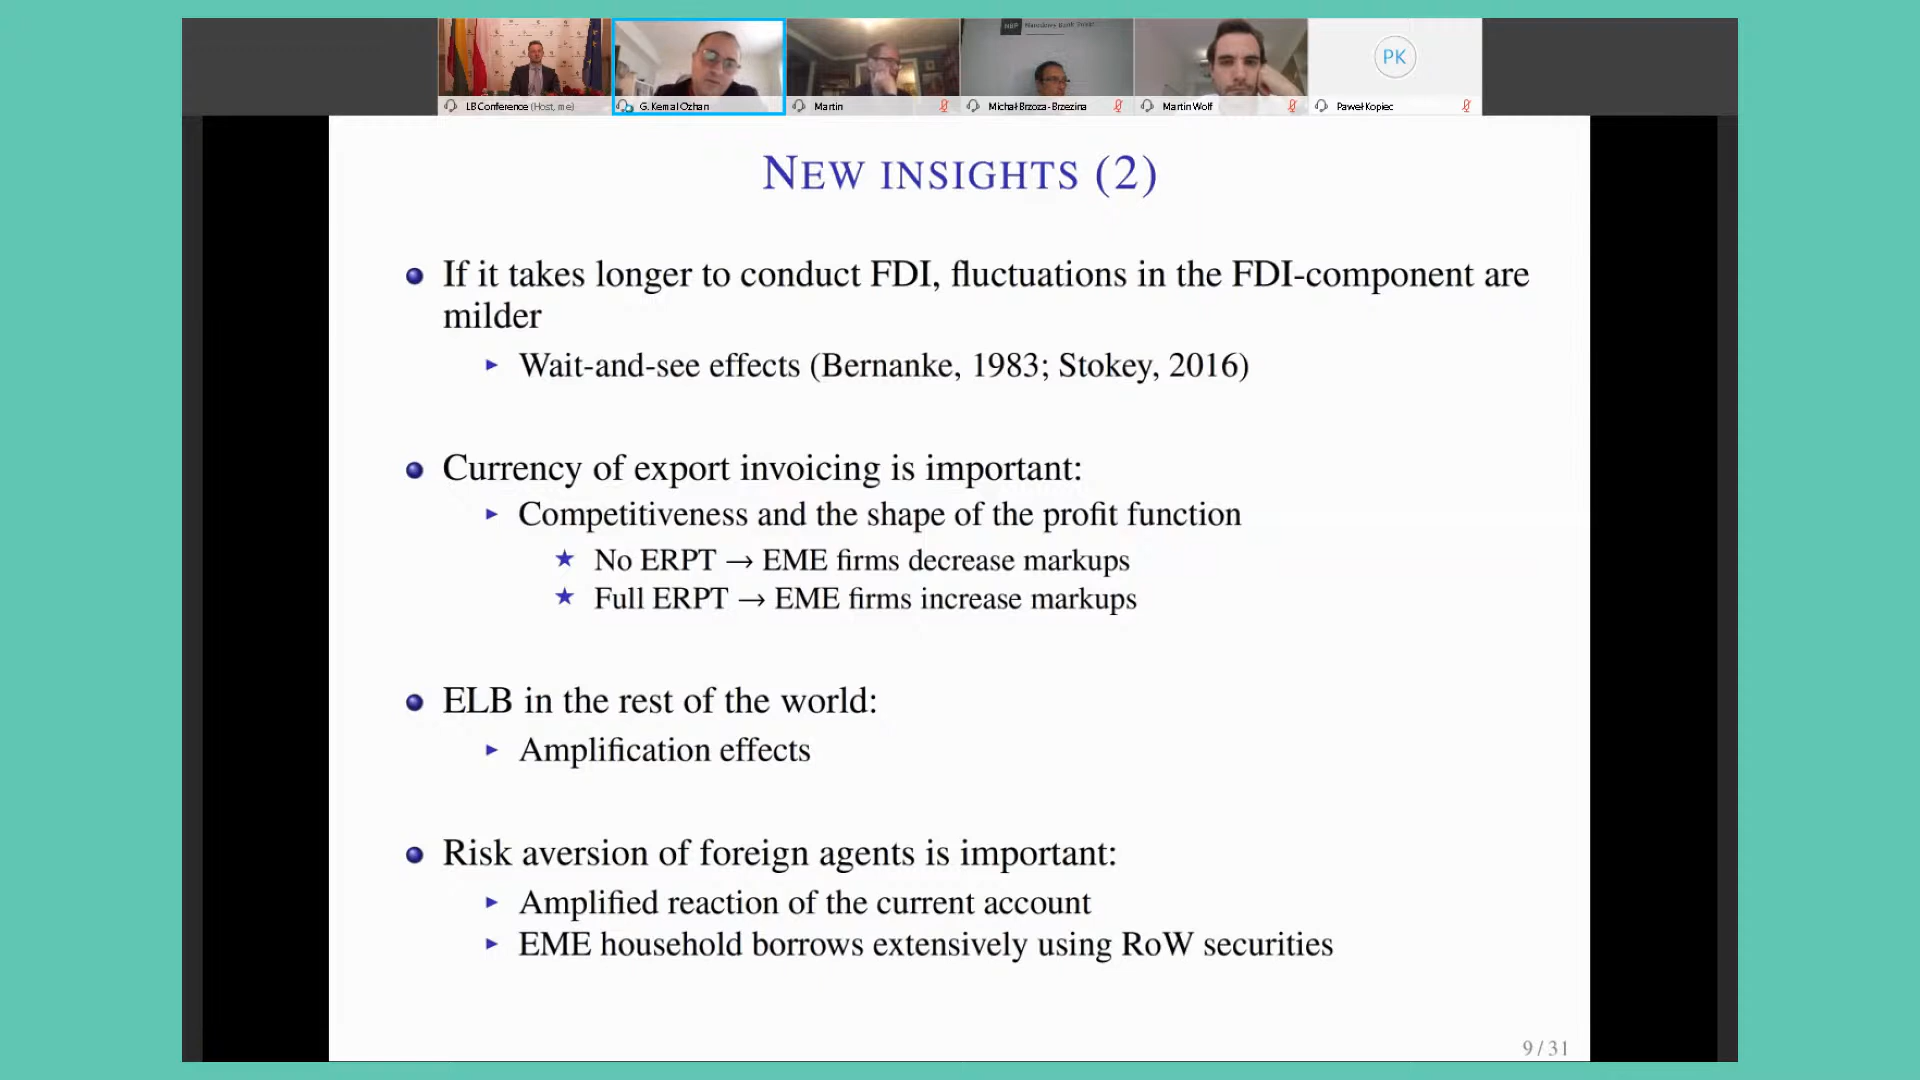 NBP Narodowy Bank Polski
PK
LB Conference (Host, me)
G. Kemal Ozhan
Martin
Michał Brzoza-Brzezina
Martin Wolf
Paweł Kopiec
NEW INSIGHTS (2)
If it takes longer to conduct FDI, fluctuations in the FDI-component are
milder
Wait-and-see effects (Bernanke, 1983; Stokey, 2016)
Currency of export invoicing is important:
Competitiveness and the shape of the profit function
No ERPT → EME firms decrease markups
Full ERPT → EME firms increase markups
ELB in the rest of the world:
Amplification effects
Risk aversion of foreign agents is important:
Amplified reaction of the current account
EME household borrows extensively using RoW securities
9 / 31